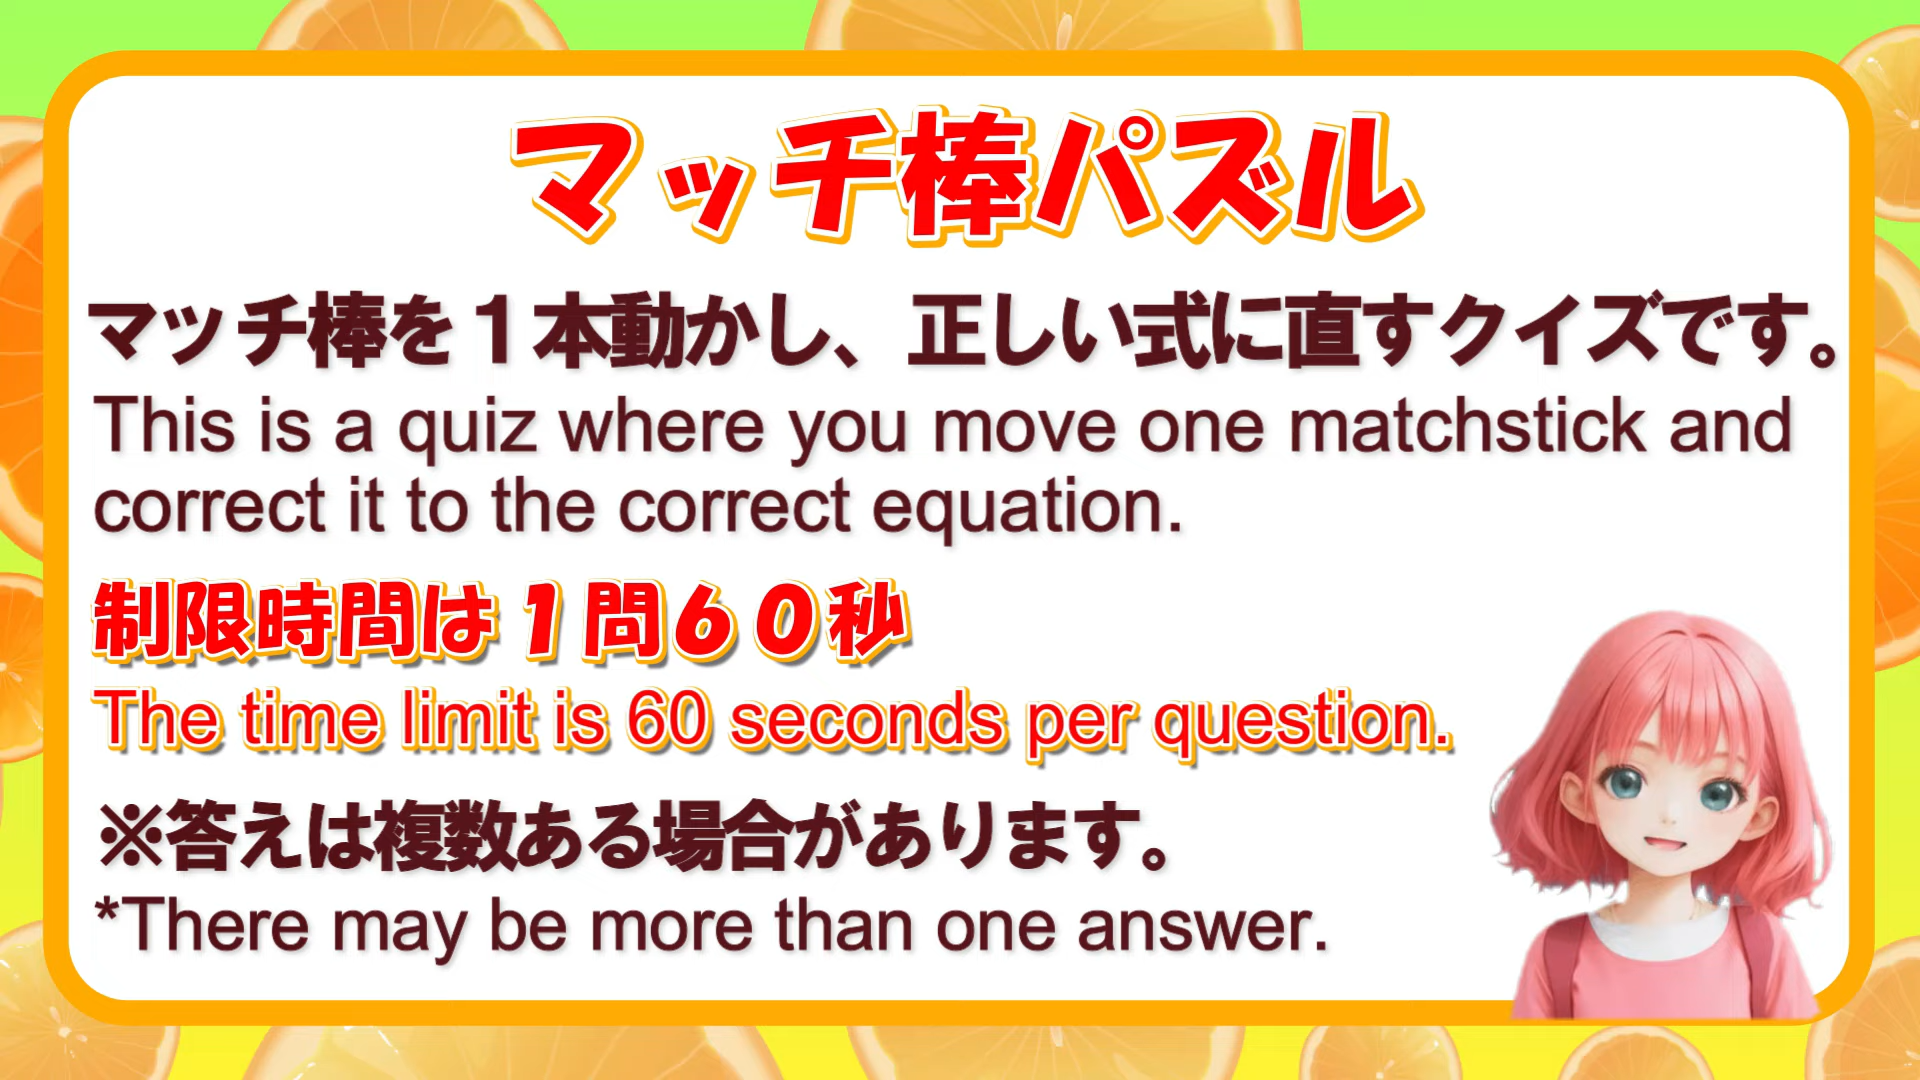 マッチ棒パズル
マッチ棒を１本動かし、正しい式に直すクイズです。
This is a quiz where you move one matchstick and
correct it to the correct equation.
制限時間は１問６０秒
The time limit is 60 seconds per question.
※答えは複数ある場合があります。
*There may be more than one answer.